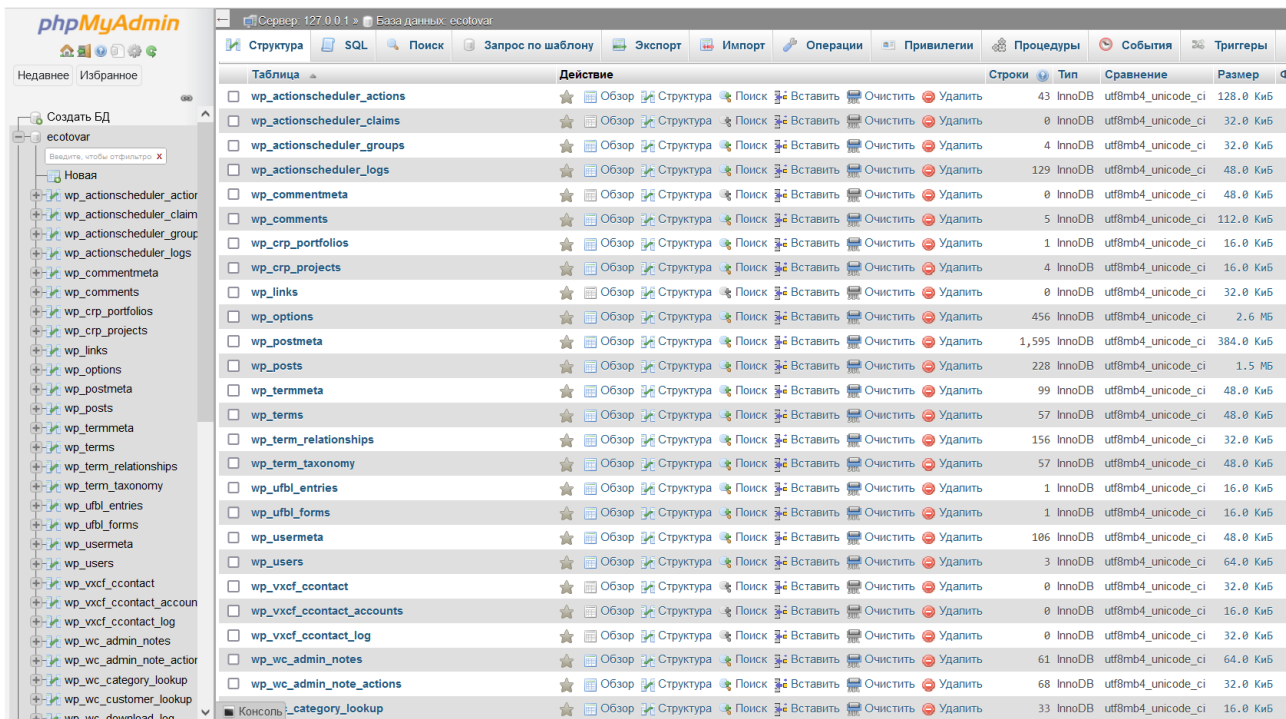 phpMyAdmin
Недавнее Избранное
Создать БД
ecotovar
Введите, чтобы отфильтро X
Новая
wp_actionscheduler_action
wp_actionscheduler_claim
wp_actionscheduler_group
wp_actionscheduler_logs
wp_commentmeta
wp_comments
wp_crp_portfolios
wp_crp_projects
wp_links
wp_options
wp_postmeta
wp_posts
wp_termmeta
wp_terms
wp_term_relationships
wp_term_taxonomy
wp_ufbl_entries
wp_ufbl_forms
wp_usermeta
wp_users
wp_vxcf_ccontact
wp_vxcf_ccontact_accoun
wp_vxcf_ccontact_log
wp_wc_admin_notes
wp_wc_admin_note_action
wp_wc_category_lookup
wp_wc_customer_lookup
wp_wc_download_log
Сервер: 127.0.0.1 » База данных: ecotovar
Структура SQL Поиск Запрос по шаблону Экспорт Импорт Операции Привилегии Процедуры События Триггеры
Таблица Действие Строки Тип Сравнение Размер Ф
wp_actionscheduler_actions Обзор Структура Поиск Вставить Очистить Удалить 43 InnoDB utf8mb4_unicode_ci 128.0 КиБ
wp_actionscheduler_claims Обзор Структура Поиск Вставить Очистить Удалить 0 InnoDB utf8mb4_unicode_ci 32.0 КиБ
wp_actionscheduler_groups Обзор Структура Поиск Вставить Очистить Удалить 4 InnoDB utf8mb4_unicode_ci 32.0 КиБ
wp_actionscheduler_logs Обзор Структура Поиск Вставить Очистить Удалить 129 InnoDB utf8mb4_unicode_ci 48.0 КиБ
wp_commentmeta Обзор Структура Поиск Вставить Очистить Удалить 0 InnoDB utf8mb4_unicode_ci 48.0 КиБ
wp_comments Обзор Структура Поиск Вставить Очистить Удалить 5 InnoDB utf8mb4_unicode_ci 112.0 КиБ
wp_crp_portfolios Обзор Структура Поиск Вставить Очистить Удалить 1 InnoDB utf8mb4_unicode_ci 16.0 КиБ
wp_crp_projects Обзор Структура Поиск Вставить Очистить Удалить 4 InnoDB utf8mb4_unicode_ci 16.0 КиБ
wp_links Обзор Структура Поиск Вставить Очистить Удалить 0 InnoDB utf8mb4_unicode_ci 32.0 КиБ
wp_options Обзор Структура Поиск Вставить Очистить Удалить 456 InnoDB utf8mb4_unicode_ci 2.6 МБ
wp_postmeta Обзор Структура Поиск Вставить Очистить Удалить 1,595 InnoDB utf8mb4_unicode_ci 384.0 КиБ
wp_posts Обзор Структура Поиск Вставить Очистить Удалить 228 InnoDB utf8mb4_unicode_ci 1.5 МБ
wp_termmeta Обзор Структура Поиск Вставить Очистить Удалить 99 InnoDB utf8mb4_unicode_ci 48.0 КиБ
wp_terms Обзор Структура Поиск Вставить Очистить Удалить 57 InnoDB utf8mb4_unicode_ci 48.0 КиБ
wp_term_relationships Обзор Структура Поиск Вставить Очистить Удалить 156 InnoDB utf8mb4_unicode_ci 32.0 КиБ
wp_term_taxonomy Обзор Структура Поиск Вставить Очистить Удалить 57 InnoDB utf8mb4_unicode_ci 48.0 КиБ
wp_ufbl_entries Обзор Структура Поиск Вставить Очистить Удалить 1 InnoDB utf8mb4_unicode_ci 16.0 КиБ
wp_ufbl_forms Обзор Структура Поиск Вставить Очистить Удалить 1 InnoDB utf8mb4_unicode_ci 16.0 КиБ
wp_usermeta Обзор Структура Поиск Вставить Очистить Удалить 106 InnoDB utf8mb4_unicode_ci 48.0 КиБ
wp_users Обзор Структура Поиск Вставить Очистить Удалить 3 InnoDB utf8mb4_unicode_ci 64.0 КиБ
wp_vxcf_ccontact Обзор Структура Поиск Вставить Очистить Удалить 0 InnoDB utf8mb4_unicode_ci 32.0 КиБ
wp_vxcf_ccontact_accounts Обзор Структура Поиск Вставить Очистить Удалить 0 InnoDB utf8mb4_unicode_ci 16.0 КиБ
wp_vxcf_ccontact_log Обзор Структура Поиск Вставить Очистить Удалить 0 InnoDB utf8mb4_unicode_ci 32.0 КиБ
wp_wc_admin_notes Обзор Структура Поиск Вставить Очистить Удалить 61 InnoDB utf8mb4_unicode_ci 64.0 КиБ
wp_wc_admin_note_actions Обзор Структура Поиск Вставить Очистить Удалить 68 InnoDB utf8mb4_unicode_ci 32.0 КиБ
Консоль _category_lookup Обзор Структура Поиск Вставить Очистить Удалить 33 InnoDB utf8mb4_unicode_ci 16.0 КиБ